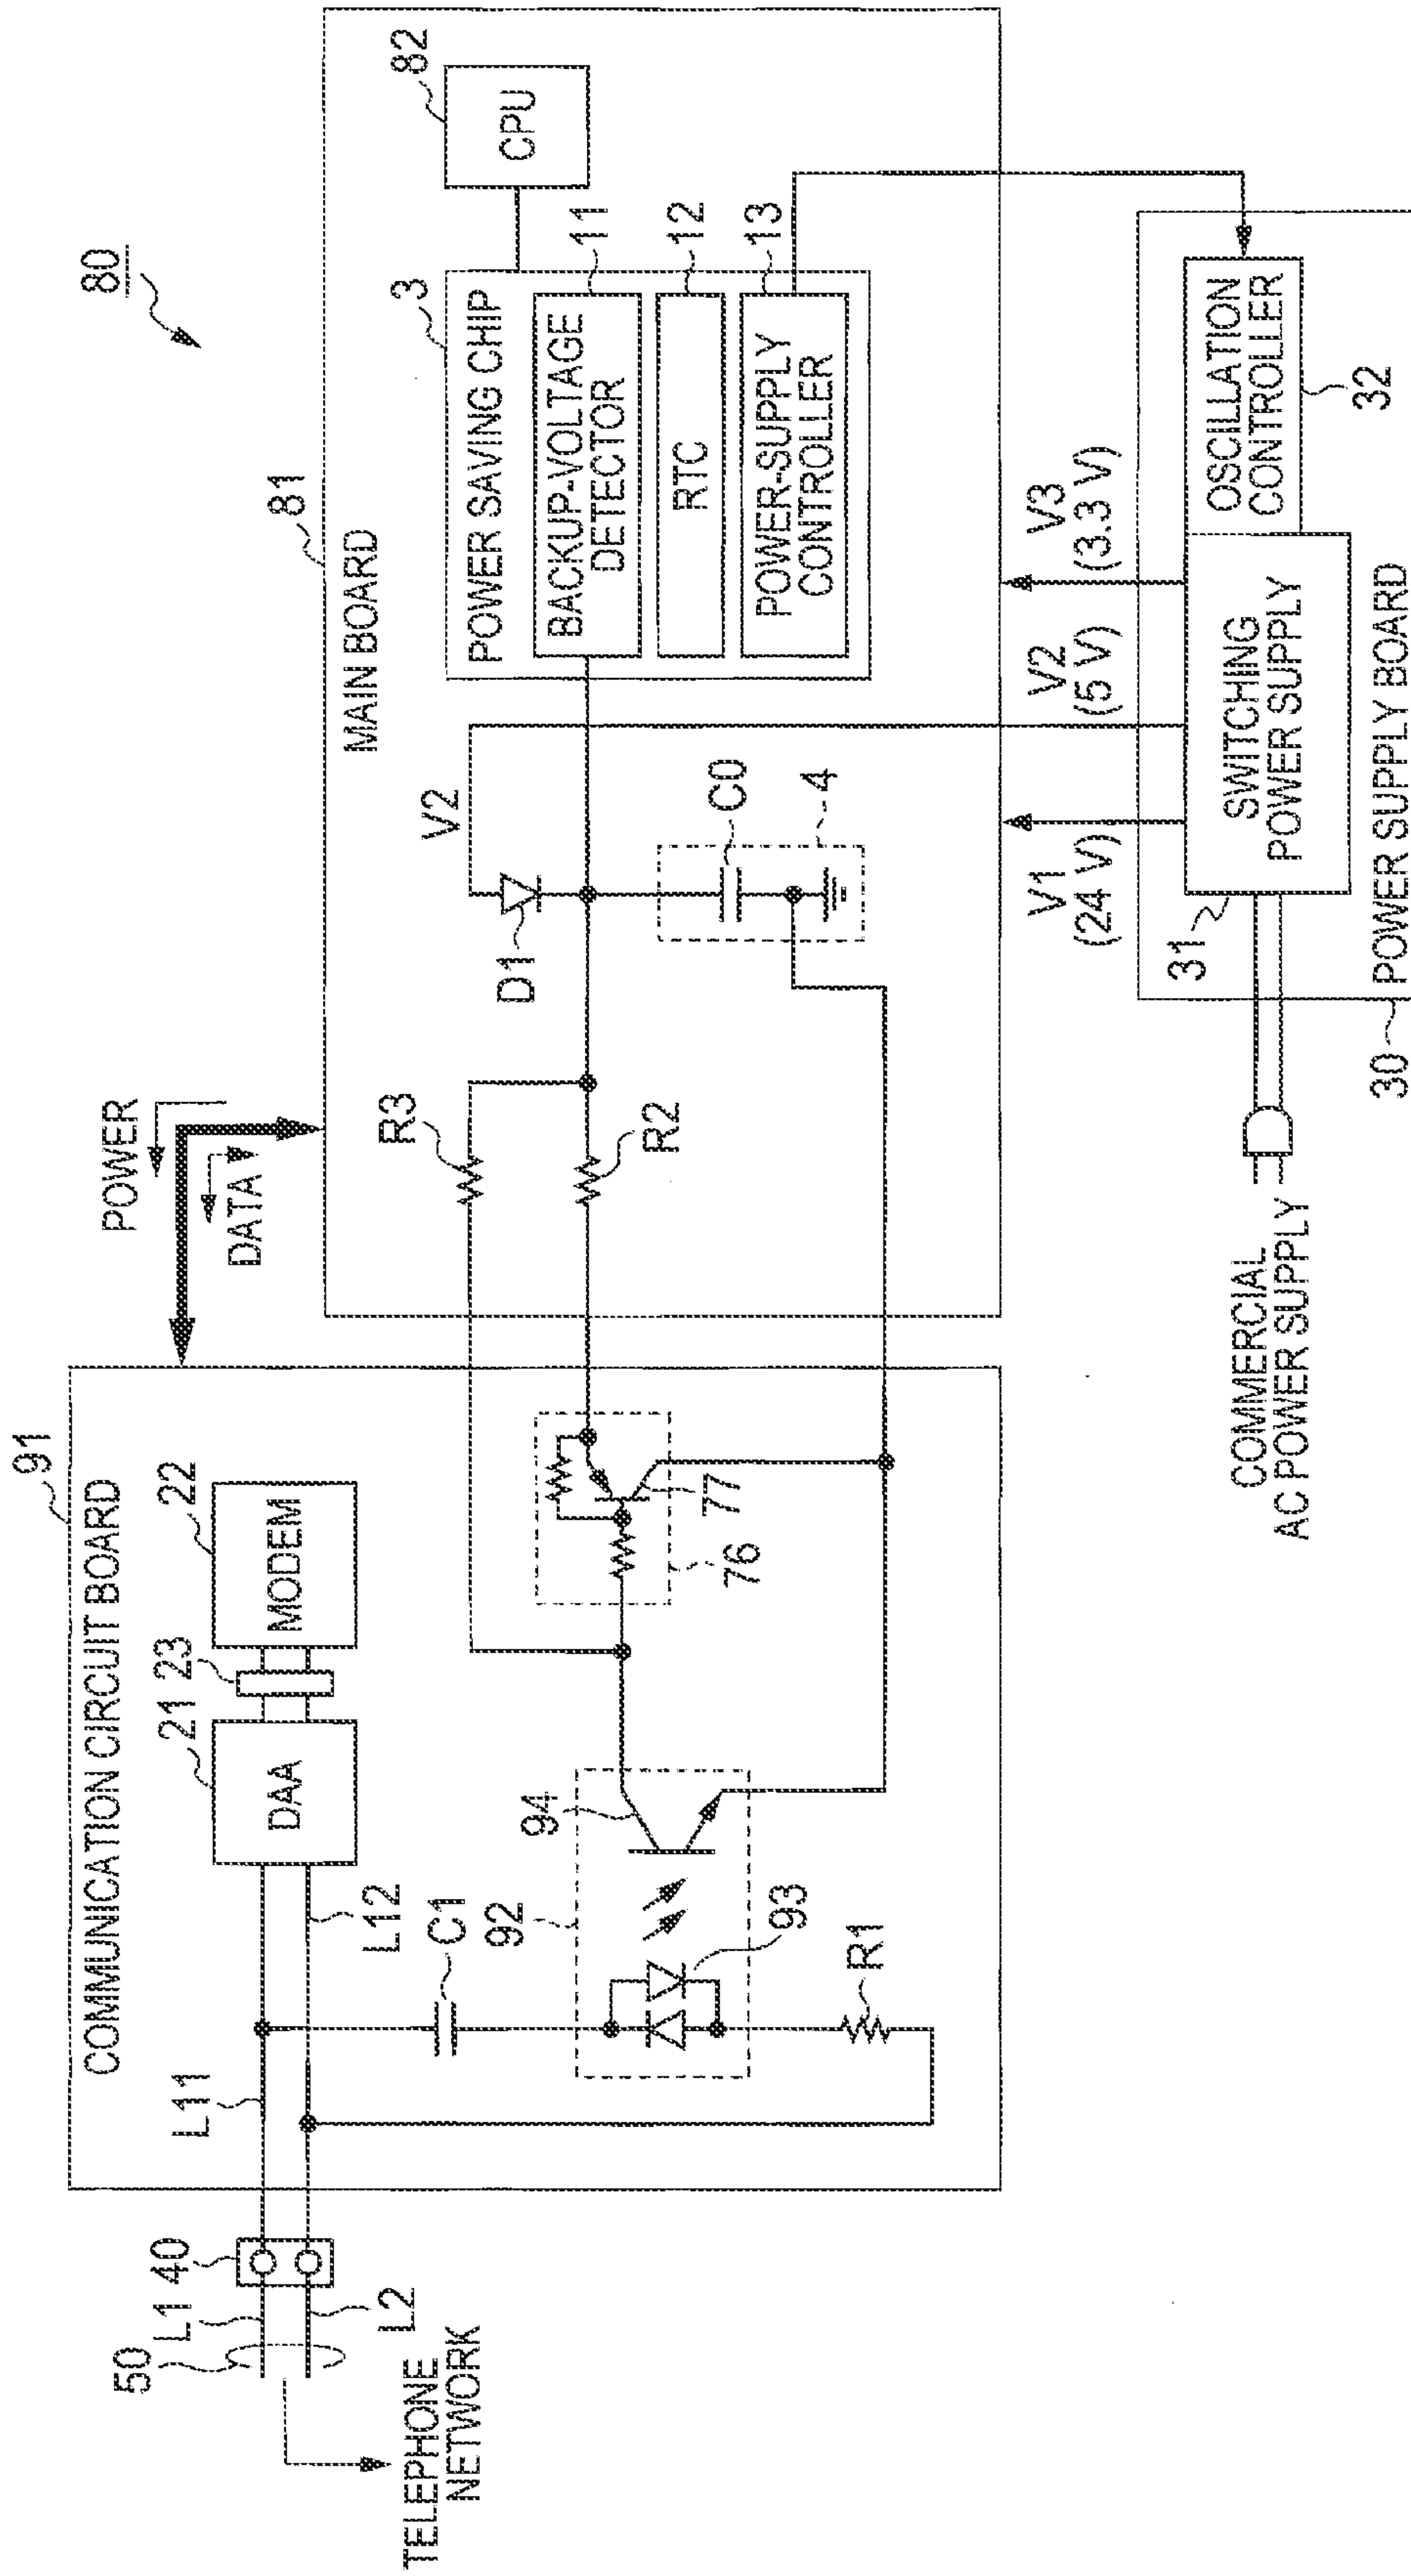 80
91
COMMUNICATION CIRCUIT BOARD
POWER
DATA
81
MAIN BOARD
82
CPU
3
POWER SAVING CHIP
BACKUP-VOLTAGE
DETECTOR
11
RTC
12
POWER-SUPPLY
CONTROLLER
13
22
MODEM
23
21
DAA
L11
L12
40
L1
L2
50
TELEPHONE
NETWORK
C1
92
93
94
R1
76
77
R3
R2
V2
D1
C0
4
V1
(24 V)
V2
(5 V)
V3
(3.3 V)
31
SWITCHING
POWER SUPPLY
OSCILLATION
CONTROLLER
32
30
POWER SUPPLY BOARD
COMMERCIAL
AC POWER SUPPLY